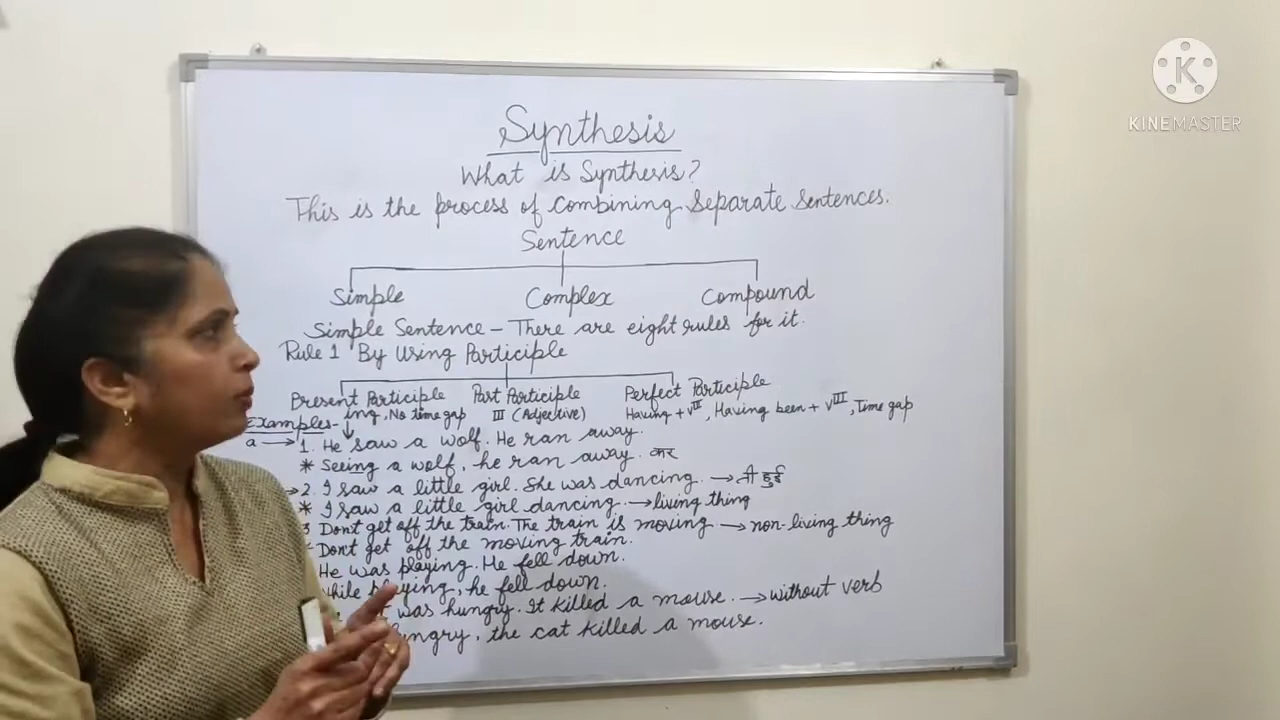 Synthesis
What is Synthesis?
This is the process of combining separate sentences.
Sentence
Simple Complex Compound
Simple Sentence - There are eight rules for it.
Rule 1 By Using Participle
Present Participle Past Participle Perfect Participle
ing, No time gap III (Adjective) Having + V III, Having been + V III, Time gap
Examples-
a → 1. He saw a wolf. He ran away.
* Seeing a wolf, he ran away. कर
→ 2. I saw a little girl. She was dancing. → ती हुई
* I saw a little girl dancing. → living thing
3 Don't get off the train. The train is moving → non-living thing
Don't get off the moving train.
He was playing. He fell down.
While playing, he fell down.
was hungry. It killed a mouse. → without verb
hungry, the cat killed a mouse.
K
KINEMASTER